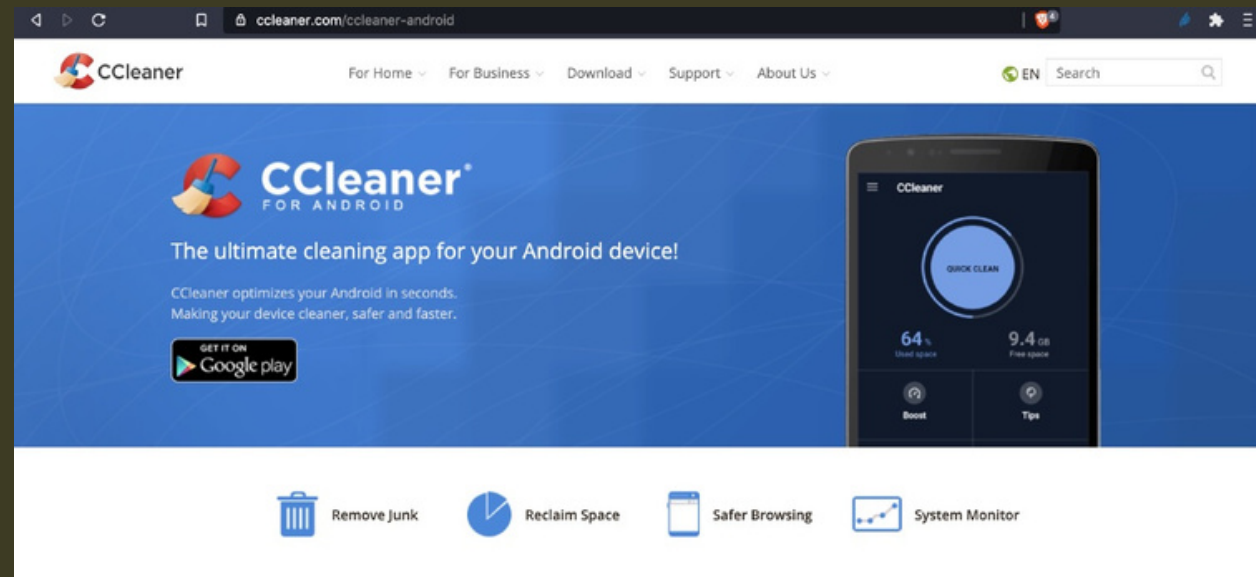 ccleaner.com/ccleaner-android
CCleaner
For Home
For Business
Download
Support
About Us
EN
Search
CCleaner®
FOR ANDROID
The ultimate cleaning app for your Android device!
CCleaner optimizes your Android in seconds.
Making your device cleaner, safer and faster.
GET IT ON
Google play
CCleaner
QUICK CLEAN
64 %
Used space
9.4 GB
Free space
Boost
Tips
Remove Junk
Reclaim Space
Safer Browsing
System Monitor